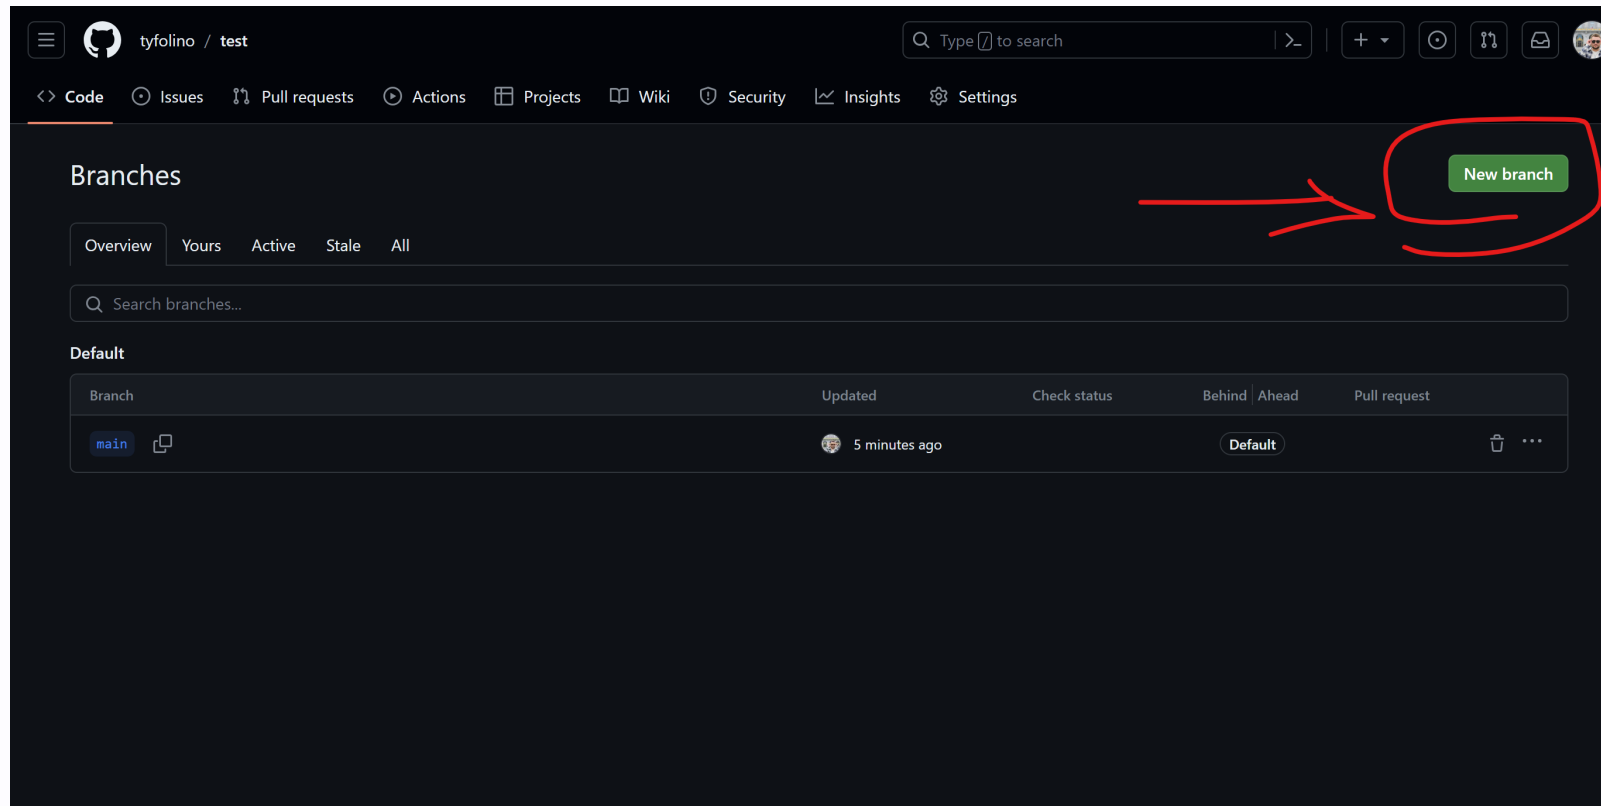 tyfolino / test
Type / to search
Code Issues Pull requests Actions Projects Wiki Security Insights Settings
Branches
New branch
Overview Yours Active Stale All
Search branches...
Default
Branch Updated Check status Behind Ahead Pull request
main 5 minutes ago Default